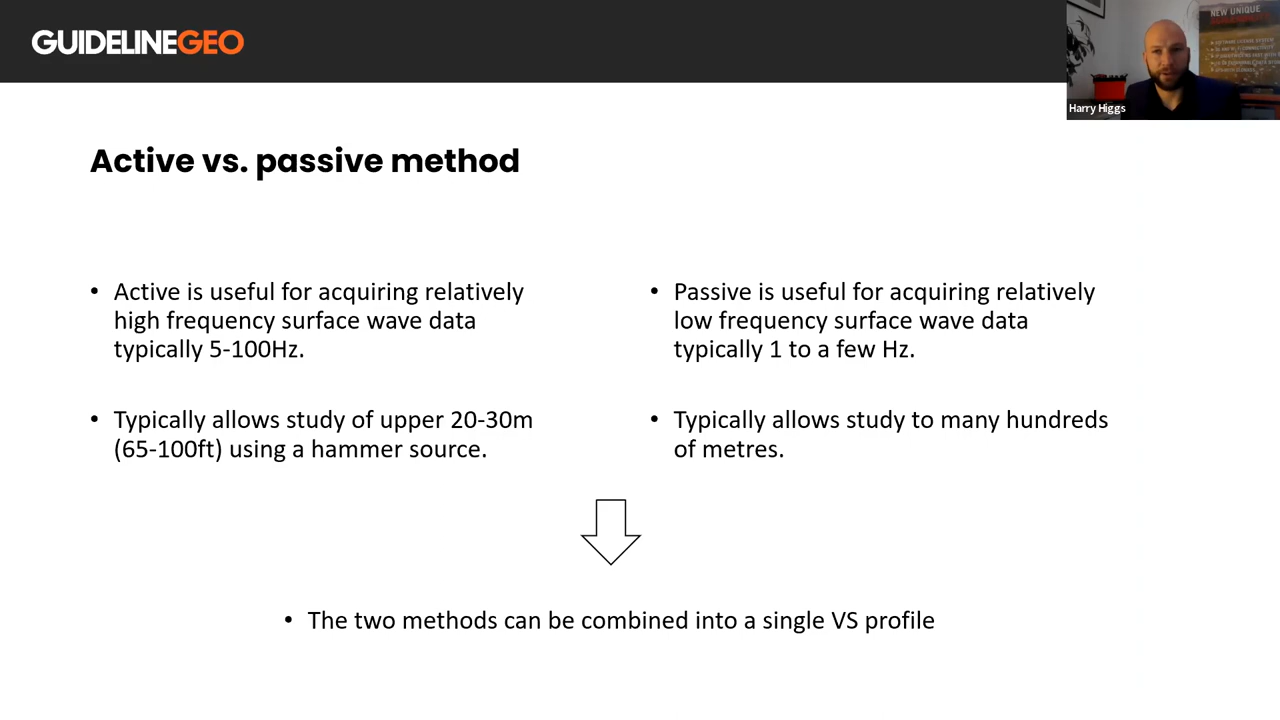 GUIDELINEGEO
NEW UNIQUE
Harry Higgs
Active vs. passive method
• Active is useful for acquiring relatively
high frequency surface wave data
typically 5-100Hz.
• Typically allows study of upper 20-30m
(65-100ft) using a hammer source.
• Passive is useful for acquiring relatively
low frequency surface wave data
typically 1 to a few Hz.
• Typically allows study to many hundreds
of metres.
• The two methods can be combined into a single VS profile